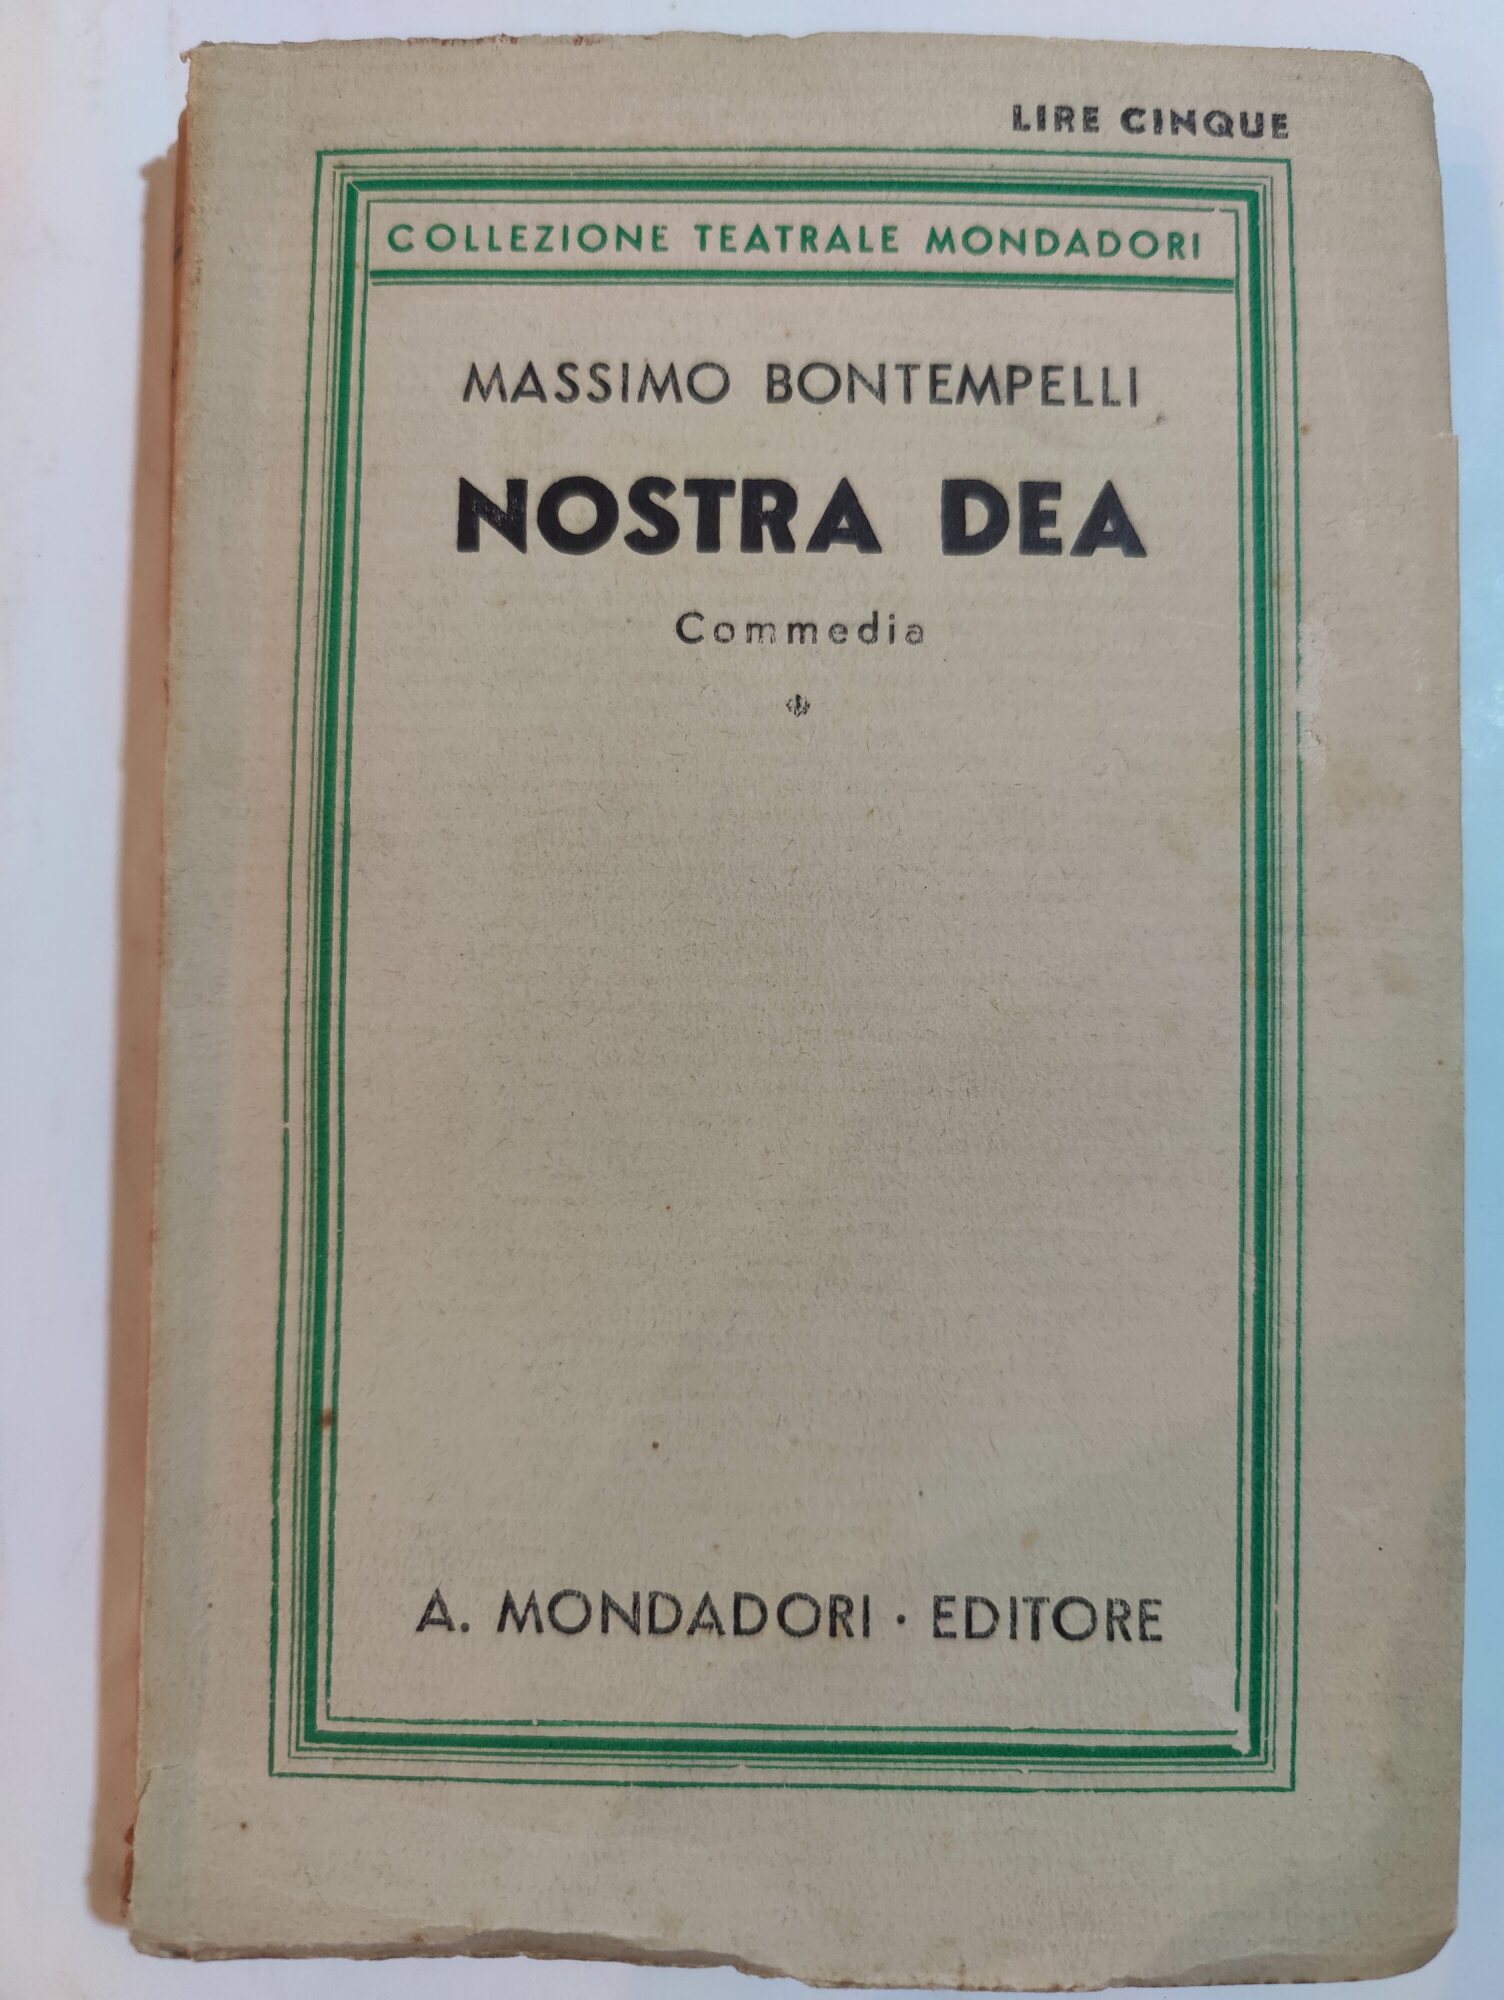 LIRE CINQUE
COLLEZIONE TEATRALE MONDADORI
MASSIMO BONTEMPELLI
NOSTRA DEA
Commedia
A. MONDADORI · EDITORE